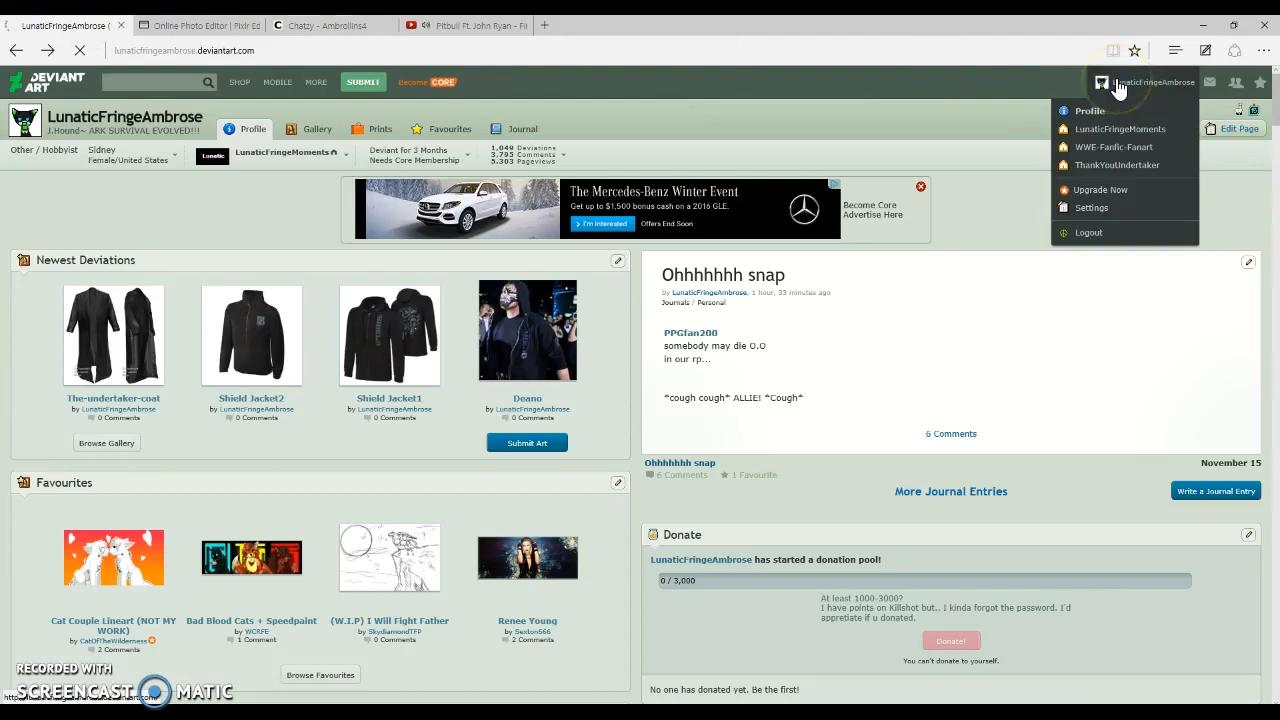 LunaticFringeAmbrose (
Online Photo Editor | Pixlr Ed
Chatzy - Ambrollins4
Pitbull Ft. John Ryan - Fi
lunaticfringeambrose.deviantart.com
DEVIANT ART
SHOP MOBILE MORE SUBMIT Become CORE
LunaticFringeAmbrose
LunaticFringeAmbrose
J.Hound~ ARK SURVIVAL EVOLVED!!!
Profile Gallery Prints Favourites Journal
Edit Page
Profile
LunaticFringeMoments
WWE-Fanfic-Fanart
ThankYouUndertaker
Upgrade Now
Settings
Logout
Other / Hobbyist
Sidney
Female/United States
Lunatic
LunaticFringeMoments
Deviant for 3 Months
Needs Core Membership
1,049 Deviations
3,795 Comments
5,303 Pageviews
The Mercedes-Benz Winter Event
Get up to $1,500 bonus cash on a 2016 GLE.
> I'm Interested Offers End Soon
Mercedes-Benz
Become Core
Advertise Here
Newest Deviations
The-undertaker-coat
by LunaticFringeAmbrose
0 Comments
Shield Jacket2
by LunaticFringeAmbrose
0 Comments
Shield Jacket1
by LunaticFringeAmbrose
0 Comments
Deano
by LunaticFringeAmbrose
0 Comments
Browse Gallery
Submit Art
Favourites
Cat Couple Lineart (NOT MY WORK)
by CatOfTheWilderness
2 Comments
Bad Blood Cats + Speedpaint
by WCRFE
1 Comment
(W.I.P) I Will Fight Father
by SkydiamondTFP
0 Comments
Renee Young
by Sexton666
2 Comments
Browse Favourites
Ohhhhhhh snap
by LunaticFringeAmbrose, 1 hour, 33 minutes ago
Journals / Personal
PPGfan200
somebody may die O.O
in our rp...
*cough cough* ALLIE! *Cough*
6 Comments
Ohhhhhhh snap
November 15
6 Comments 1 Favourite
More Journal Entries
Write a Journal Entry
Donate
LunaticFringeAmbrose has started a donation pool!
0 / 3,000
At least 1000-3000?
I have points on Killshot but.. I kinda forgot the password. I'd
appretiate if u donated.
Donate!
You can't donate to yourself.
No one has donated yet. Be the first!
RECORDED WITH
SCREENCAST MATIC